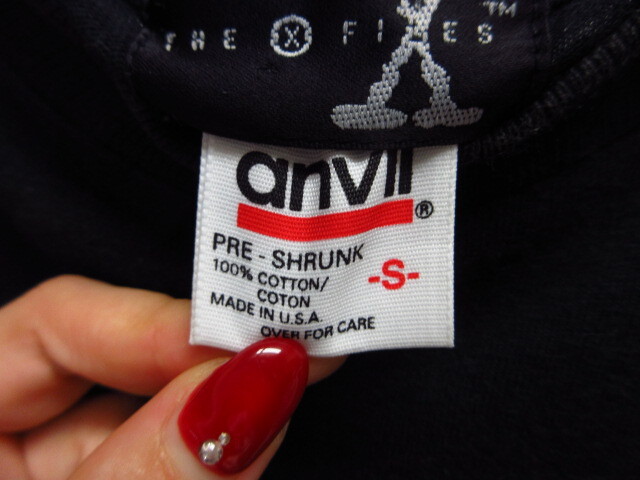 THE X FILES™
anvil®
PRE - SHRUNK
100% COTTON/
COTON
-S-
MADE IN U.S.A.
OVER FOR CARE